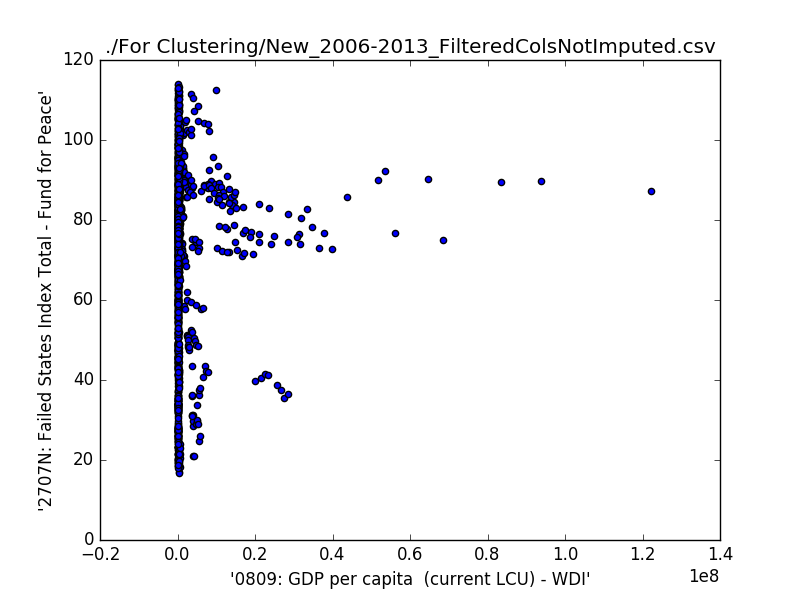 ./For Clustering/New_2006-2013_FilteredColsNotImputed.csv
'2707N: Failed States Index Total - Fund for Peace'
120
100
80
60
40
20
0
−0.2 0.0 0.2 0.4 0.6 0.8 1.0 1.2 1.4
1e8
'0809: GDP per capita  (current LCU) - WDI'